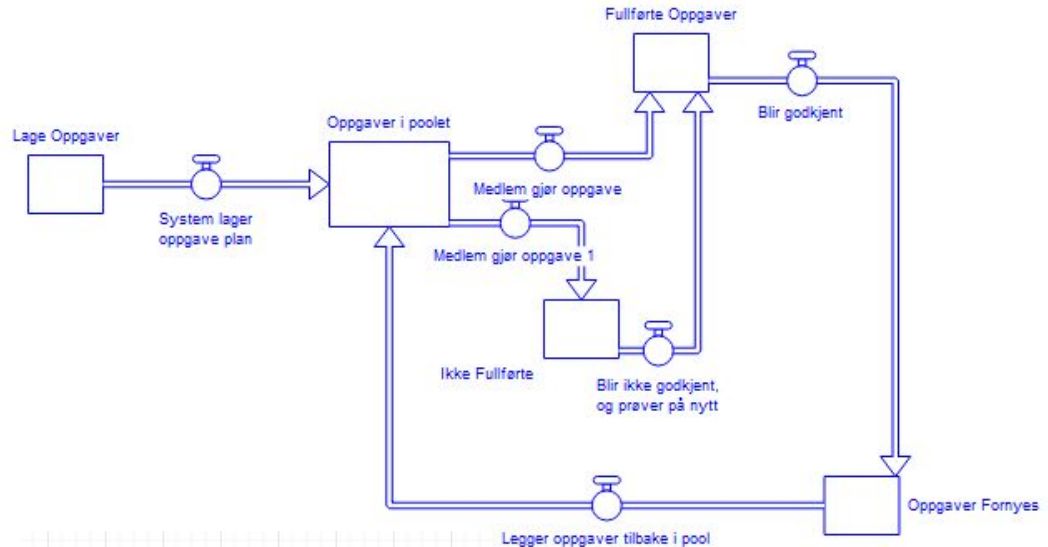 Fullførte Oppgaver
Blir godkjent
Oppgaver i poolet
Lage Oppgaver
Medlem gjør oppgave
System lager
oppgave plan
Medlem gjør oppgave 1
Ikke Fullførte
Blir ikke godkjent,
og prøver på nytt
Oppgaver Fornyes
Legger oppgaver tilbake i pool